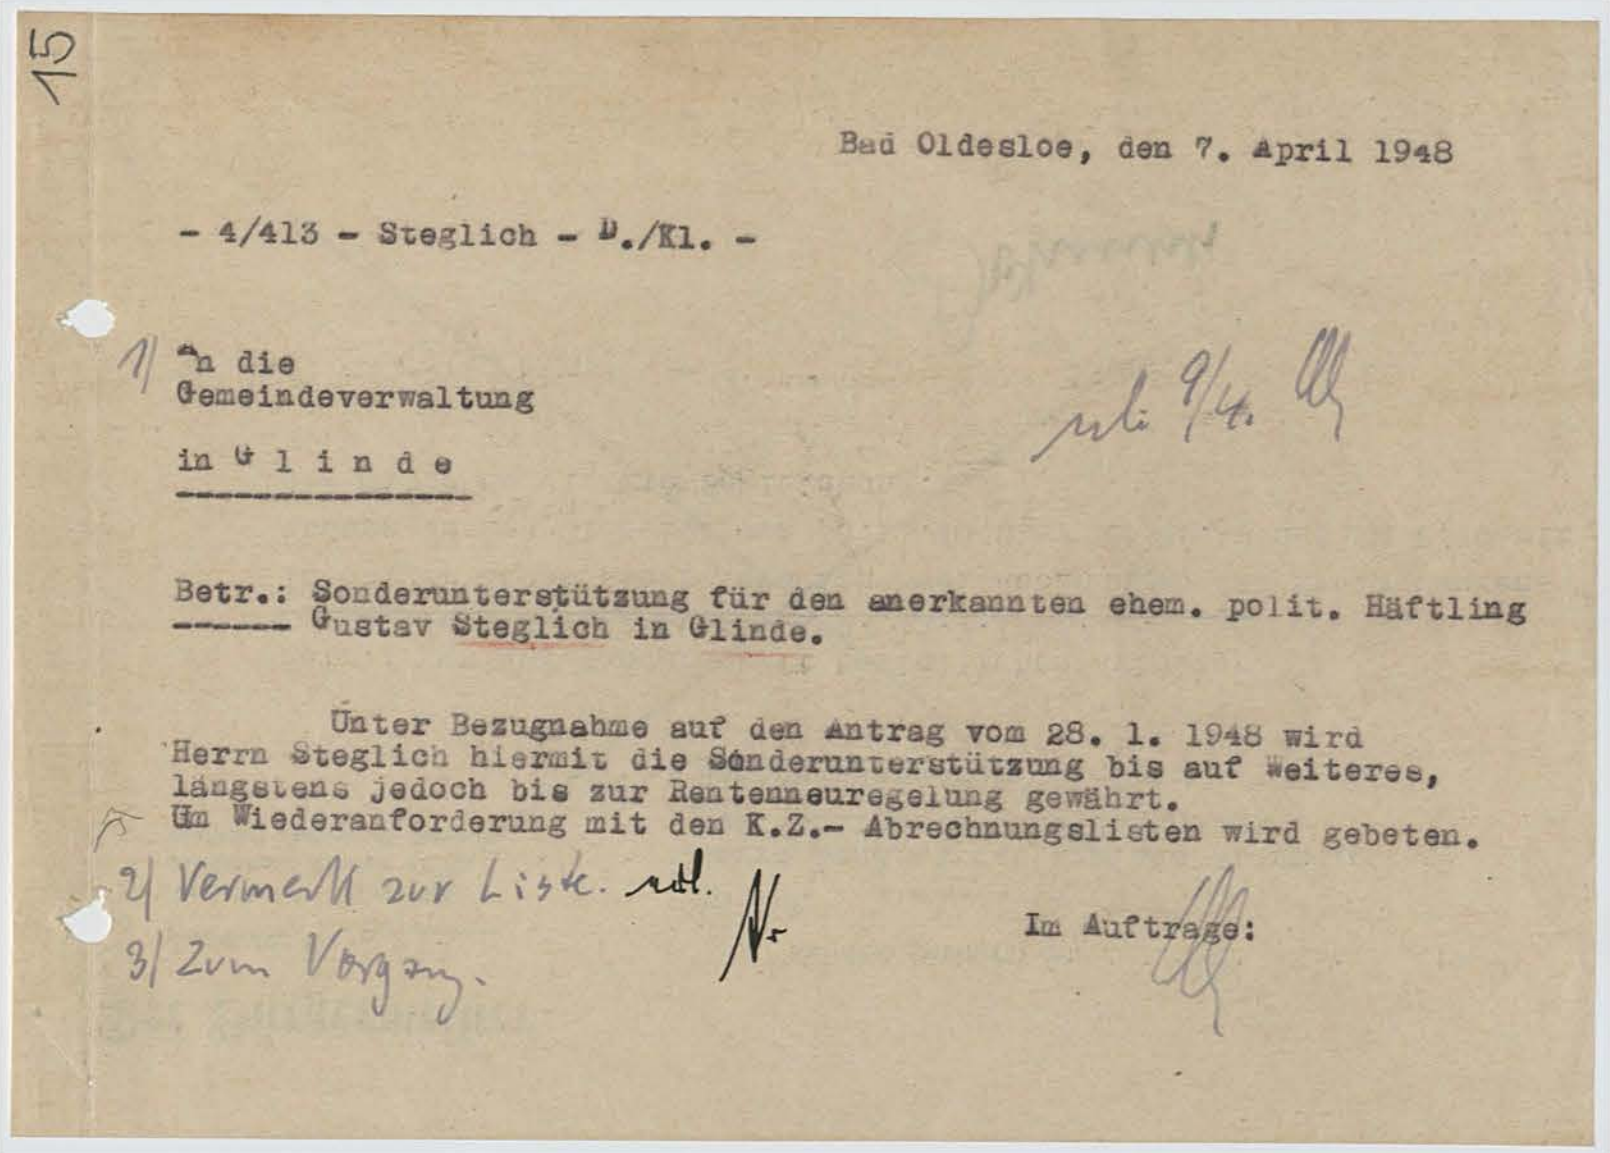 15
Bad Oldesloe, den 7. April 1948
- 4/413 - Steglich - D./Kl. -
1) An die
Gemeindeverwaltung
9/4.
in G l i n d e
Betr.: Sonderunterstützung für den anerkannten ehem. polit. Häftling
Gustav Steglich in Glinde.
Unter Bezugnahme auf den Antrag vom 28. 1. 1948 wird
Herrn Steglich hiermit die Sonderunterstützung bis auf Weiteres,
längstens jedoch bis zur Rentenneuregelung gewährt.
Um Wiederanforderung mit den K.Z.- Abrechnungslisten wird gebeten.
2) Vermerk zur Liste.
Im Auftrage:
3) Zum Vorgang.